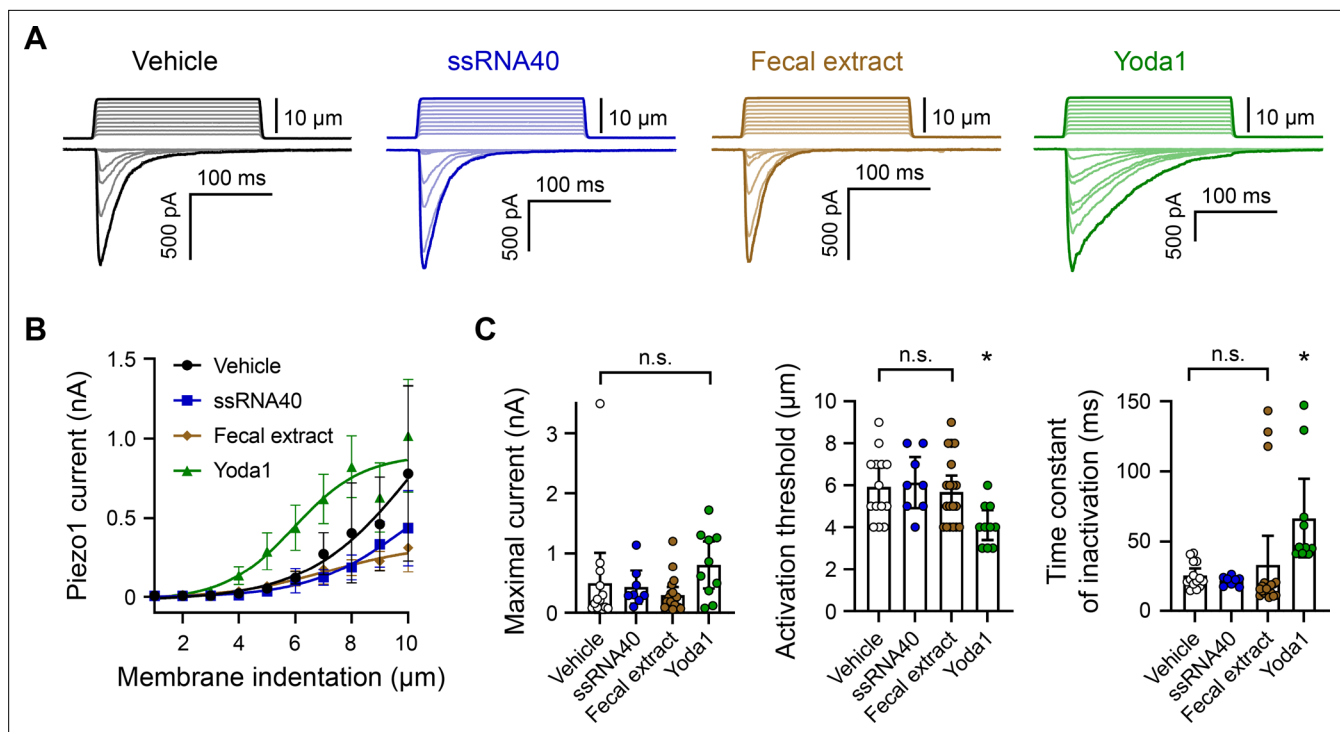 A
Vehicle
ssRNA40
Fecal extract
Yoda1
10 µm
10 µm
10 µm
10 µm
100 ms
100 ms
100 ms
100 ms
500 pA
500 pA
500 pA
500 pA
B
Piezo1 current (nA)
1.5
1.0
0.5
0
2
4
6
8
10
Membrane indentation (µm)
Vehicle
ssRNA40
Fecal extract
Yoda1
C
Maximal current (nA)
3
2
1
0
n.s.
Vehicle
ssRNA40
Fecal extract
Yoda1
Activation threshold (µm)
10
8
6
4
2
0
n.s.
*
Vehicle
ssRNA40
Fecal extract
Yoda1
Time constant
of inactivation (ms)
150
100
50
0
n.s.
*
Vehicle
ssRNA40
Fecal extract
Yoda1